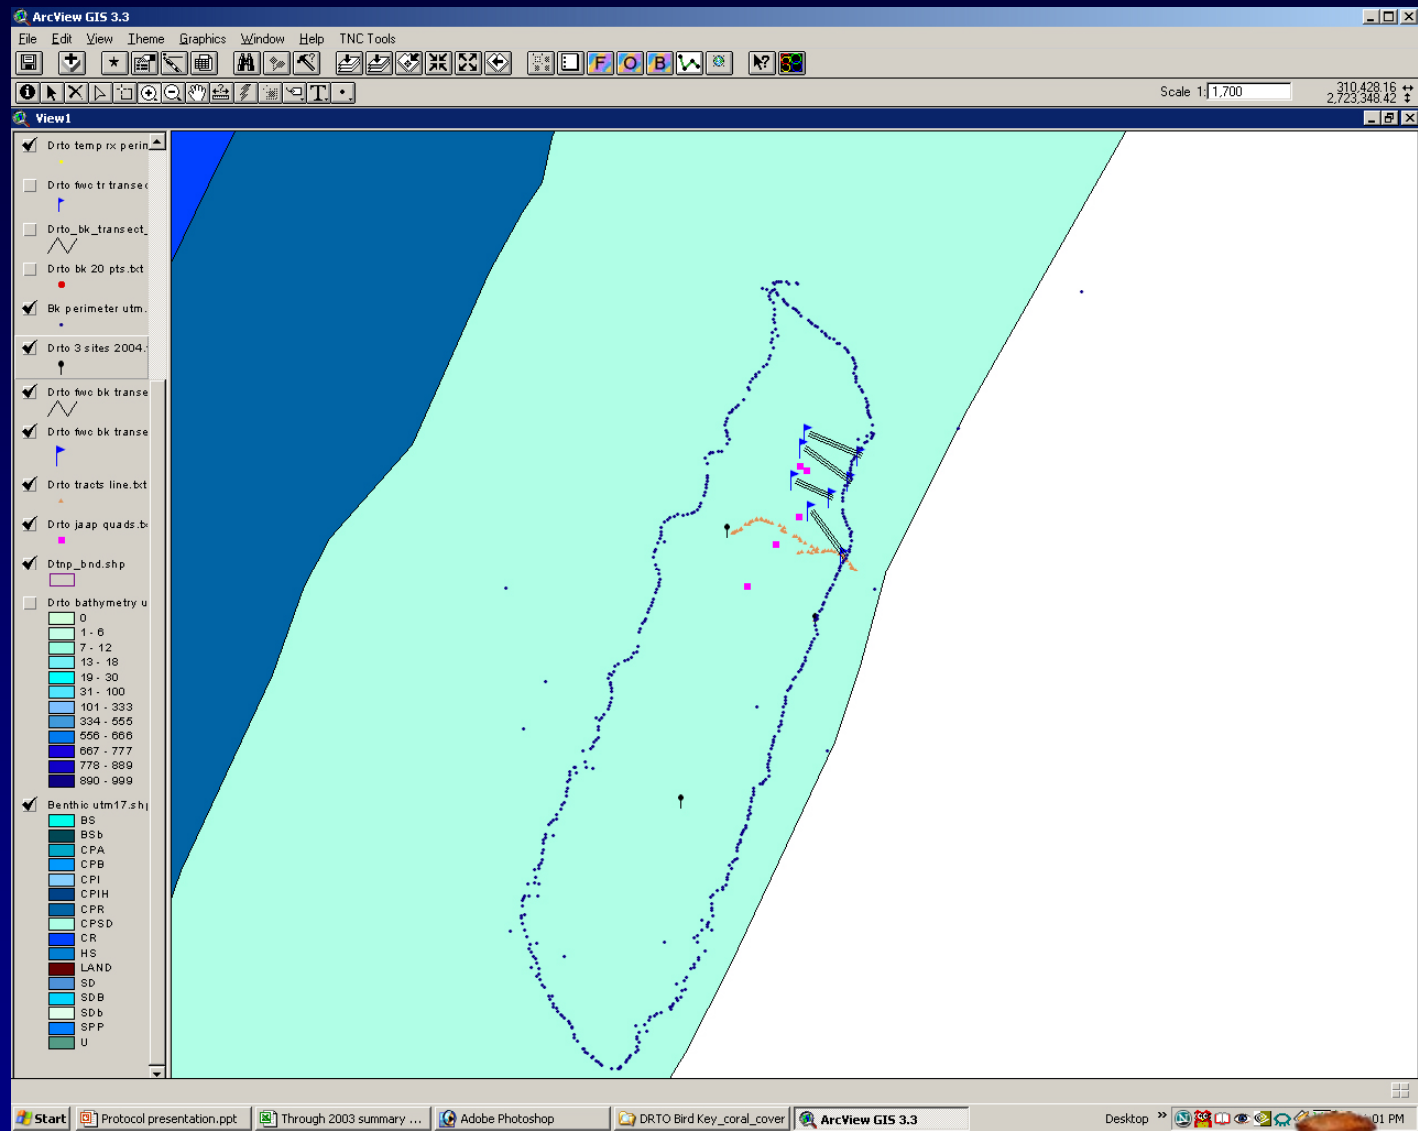 ArcView GIS 3.3
File Edit View Theme Graphics Window Help TNC Tools
F O B
T
Scale 1: 1,700
310,428.16
2,723,348.42
View1
Drto temp rx perin
Drto fwc tr transec
Drto_bk_transect_
Drto bk 20 pts.txt
Bk perimeter utm.
Drto 3 sites 2004.
Drto fwc bk transe
Drto fwc bk transe
Drto tracts line.txt
Drto jaap quads.tx
Dtnp_bnd.shp
Drto bathymetry u
0
1 - 6
7 - 12
13 - 18
19 - 30
31 - 100
101 - 333
334 - 555
556 - 666
667 - 777
778 - 889
890 - 999
Benthic utm17.shp
BS
BSb
CPA
CPB
CPI
CPIH
CPR
CPSD
CR
HS
LAND
SD
SDB
SDb
SPP
U
Start Protocol presentation.ppt Through 2003 summary ... Adobe Photoshop DRTO Bird Key_coral_cover ArcView GIS 3.3 Desktop » 01 PM